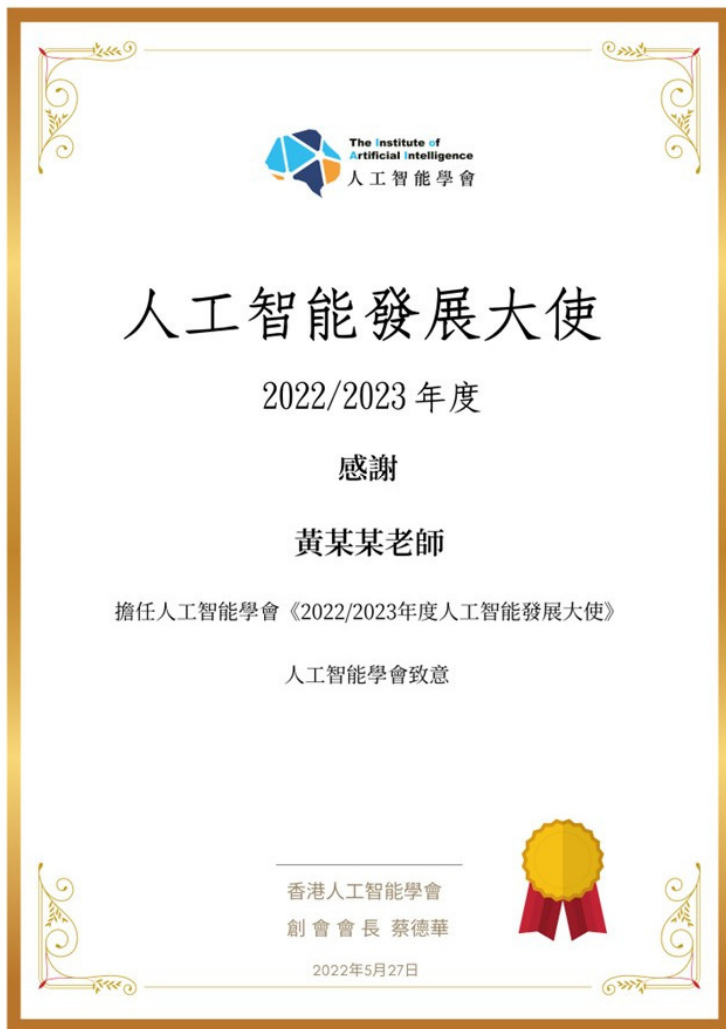 The Institute of
Artificial Intelligence
人工智能學會
人工智能發展大使
2022/2023 年度
感謝
黃某某老師
擔任人工智能學會《2022/2023年度人工智能發展大使》
人工智能學會致意
香港人工智能學會
創會會長 蔡德華
2022年5月27日